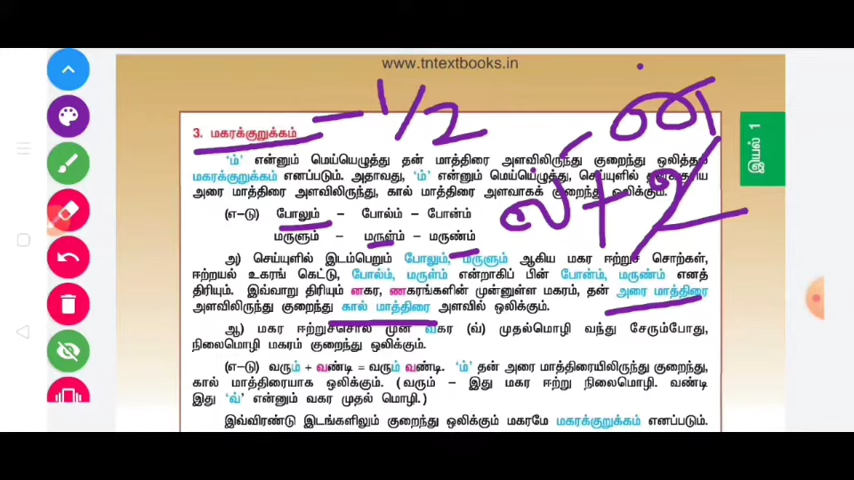 www.tntextbooks.in
3. மகரக்குறுக்கம் – 1/2
ன்
ல் + உ
இயல் 1
'ம்' என்னும் மெய்யெழுத்து தன் மாத்திரை அளவிலிருந்து குறைந்து ஒலித்தல்
மகரக்குறுக்கம் எனப்படும். அதாவது, 'ம்' என்னும் மெய்யெழுத்து, செய்யுளில்
அரை மாத்திரை அளவிலிருந்து, கால் மாத்திரை அளவாகக் குறைந்து ஒலிக்கும்.
(எ-டு) போலும் – போல்ம் – போன்ம்
மருளும் – மருள்ம் – மருண்ம்
அ) செய்யுளில் இடம்பெறும் போலும், மருளும் ஆகிய மகர ஈற்றுச் சொற்கள்,
ஈற்றயல் உகரங் கெட்டு, போல்ம், மருள்ம் என்றாகிப் பின் போன்ம், மருண்ம் எனத்
திரியும். இவ்வாறு திரியும் னகர, ணகரங்களின் முன்னுள்ள மகரம், தன் அரை மாத்திரை
அளவிலிருந்து குறைந்து கால் மாத்திரை அளவில் ஒலிக்கும்.
ஆ) மகர ஈற்றுச்சொல் முன் வகர (வ்) முதல்மொழி வந்து சேரும்போது,
நிலைமொழி மகரம் குறைந்து ஒலிக்கும்.
(எ-டு) வரும் + வண்டி = வரும் வண்டி. 'ம்' தன் அரை மாத்திரையிலிருந்து குறைந்து,
கால் மாத்திரையாக ஒலிக்கும். (வரும் – இது மகர ஈற்று நிலைமொழி. வண்டி
இது 'வ்' என்னும் வகர முதல் மொழி.)
இவ்விரண்டு இடங்களிலும் குறைந்து ஒலிக்கும் மகரமே மகரக்குறுக்கம் எனப்படும்.